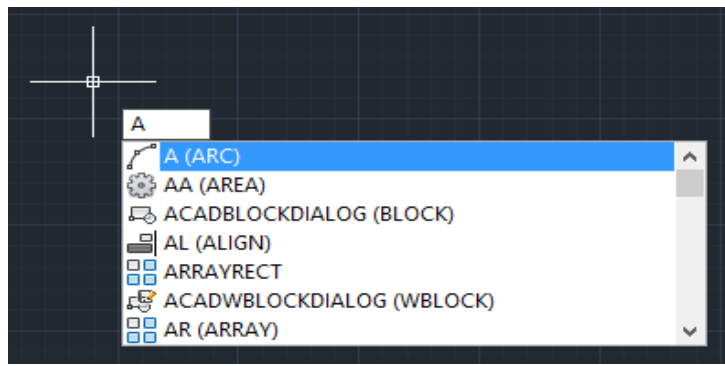 A
A (ARC)
AA (AREA)
ACADBLOCKDIALOG (BLOCK)
AL (ALIGN)
ARRAYRECT
ACADWBLOCKDIALOG (WBLOCK)
AR (ARRAY)